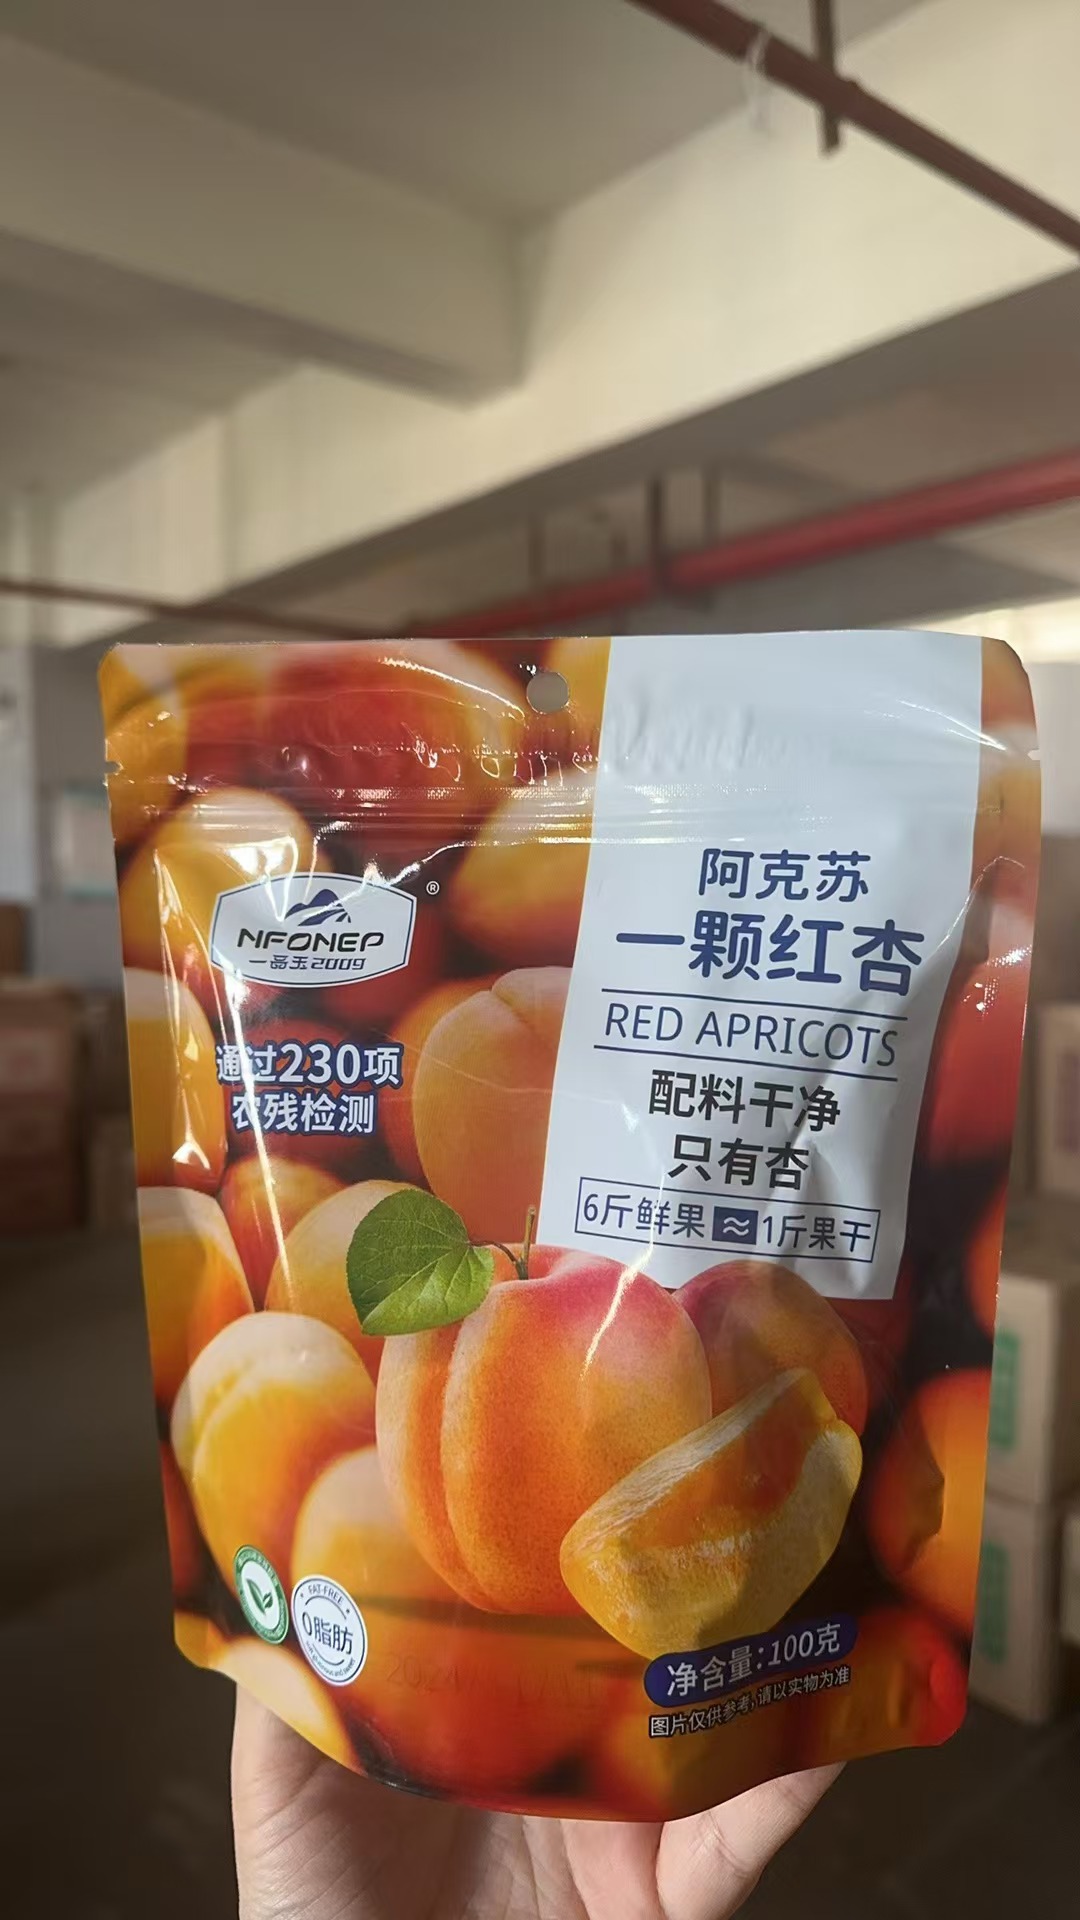 NFONEP
®
一品玉2009
通过230项
农残检测
阿克苏
一颗红杏
RED APRICOTS
配料干净
只有杏
6斤鲜果≈1斤果干
FAT-FREE
0脂肪
净含量:100克
图片仅供参考,请以实物为准